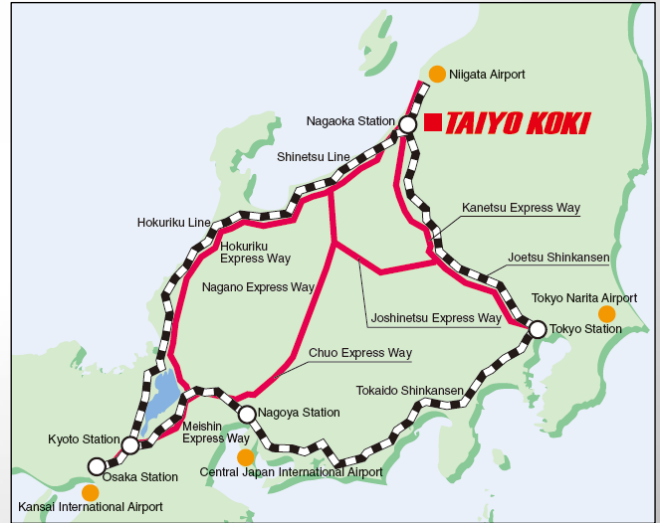 Niigata Airport
Nagaoka Station
TAIYO KOKI
Shinetsu Line
Kanetsu Express Way
Hokuriku Line
Hokuriku
Express Way
Joetsu Shinkansen
Nagano Express Way
Tokyo Narita Airport
Joshinetsu Express Way
Tokyo Station
Chuo Express Way
Tokaido Shinkansen
Nagoya Station
Meishin
Express Way
Kyoto Station
Central Japan International Airport
Osaka Station
Kansai International Airport